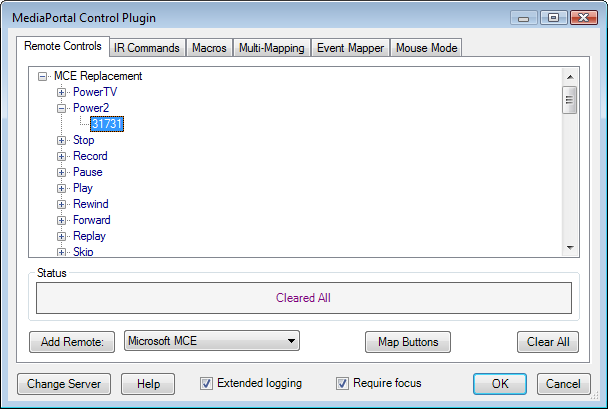 MediaPortal Control Plugin
Remote Controls IR Commands Macros Multi-Mapping Event Mapper Mouse Mode
MCE Replacement
PowerTV
Power2
31731
Stop
Record
Pause
Play
Rewind
Forward
Replay
Skip
Status
Cleared All
Add Remote: Microsoft MCE Map Buttons Clear All
Change Server Help Extended logging Require focus OK Cancel